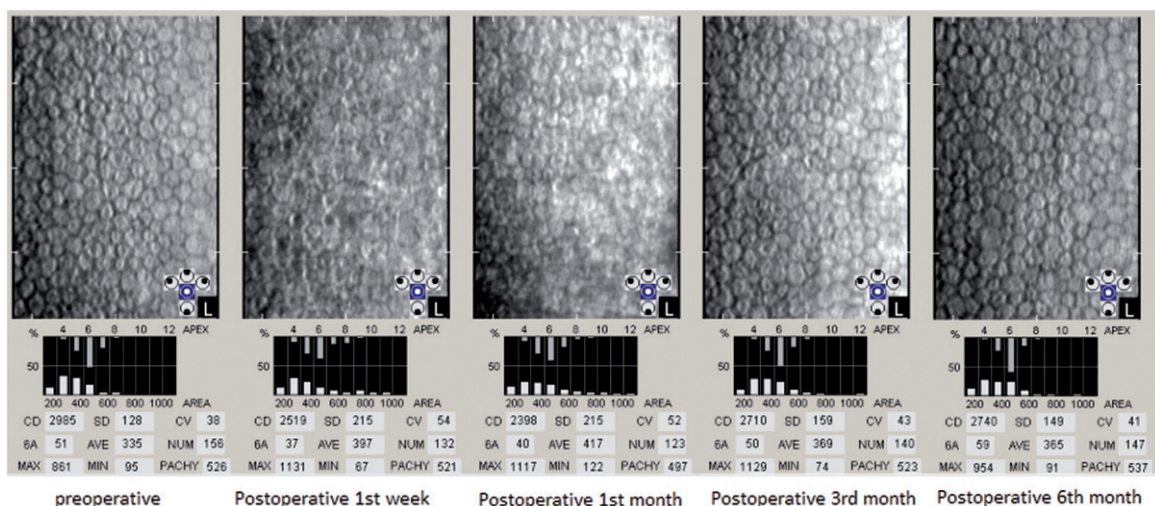 L L L L L
% 4 6 8 10 12 APEX
50
200 400 600 800 1000 AREA
CD 2985 SD 128 CV 38
6A 51 AVE 335 NUM 156
MAX 861 MIN 95 PACHY 526
preoperative
% 4 6 8 10 12 APEX
50
200 400 600 800 1000 AREA
CD 2519 SD 215 CV 54
6A 37 AVE 397 NUM 132
MAX 1131 MIN 67 PACHY 521
Postoperative 1st week
% 4 6 8 10 12 APEX
50
200 400 600 800 1000 AREA
CD 2398 SD 215 CV 52
6A 40 AVE 417 NUM 123
MAX 1117 MIN 122 PACHY 497
Postoperative 1st month
% 4 6 8 10 12 APEX
50
200 400 600 800 1000 AREA
CD 2710 SD 159 CV 43
6A 50 AVE 369 NUM 140
MAX 1129 MIN 74 PACHY 523
Postoperative 3rd month
% 4 6 8 10 12 APEX
50
200 400 600 800 1000 AREA
CD 2740 SD 149 CV 41
6A 59 AVE 365 NUM 147
MAX 954 MIN 91 PACHY 537
Postoperative 6th month